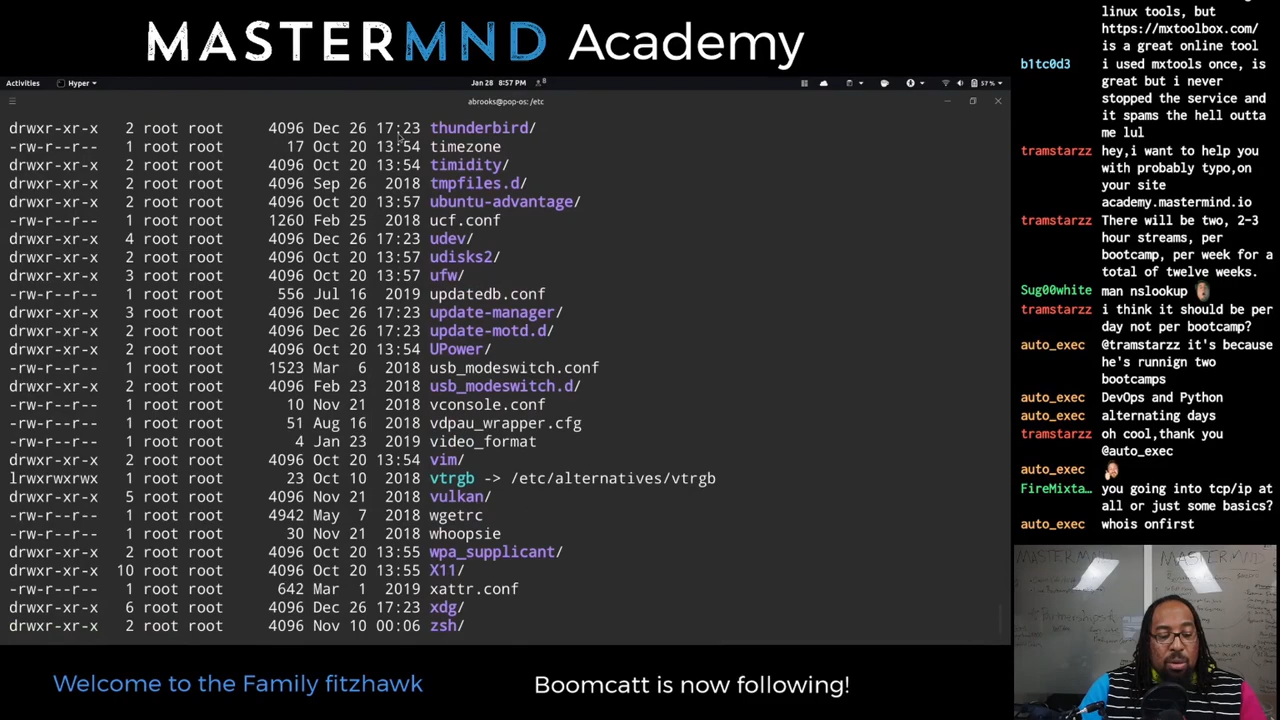 MASTERMND Academy
Activities
Hyper ▾
Jan 28 8:57 PM
8
57 %
abrooks@pop-os: /etc
drwxr-xr-x 2 root root 4096 Dec 26 17:23 thunderbird/
-rw-r--r-- 1 root root 17 Oct 20 13:54 timezone
drwxr-xr-x 2 root root 4096 Oct 20 13:54 timidity/
drwxr-xr-x 2 root root 4096 Sep 26 2018 tmpfiles.d/
drwxr-xr-x 2 root root 4096 Oct 20 13:57 ubuntu-advantage/
-rw-r--r-- 1 root root 1260 Feb 25 2018 ucf.conf
drwxr-xr-x 4 root root 4096 Dec 26 17:23 udev/
drwxr-xr-x 2 root root 4096 Oct 20 13:57 udisks2/
drwxr-xr-x 3 root root 4096 Oct 20 13:57 ufw/
-rw-r--r-- 1 root root 556 Jul 16 2019 updatedb.conf
drwxr-xr-x 3 root root 4096 Dec 26 17:23 update-manager/
drwxr-xr-x 2 root root 4096 Dec 26 17:23 update-motd.d/
drwxr-xr-x 2 root root 4096 Oct 20 13:54 UPower/
-rw-r--r-- 1 root root 1523 Mar 6 2018 usb_modeswitch.conf
drwxr-xr-x 2 root root 4096 Feb 23 2018 usb_modeswitch.d/
-rw-r--r-- 1 root root 10 Nov 21 2018 vconsole.conf
-rw-r--r-- 1 root root 51 Aug 16 2018 vdpau_wrapper.cfg
-rw-r--r-- 1 root root 4 Jan 23 2019 video_format
drwxr-xr-x 2 root root 4096 Oct 20 13:54 vim/
lrwxrwxrwx 1 root root 23 Oct 10 2018 vtrgb -> /etc/alternatives/vtrgb
drwxr-xr-x 5 root root 4096 Nov 21 2018 vulkan/
-rw-r--r-- 1 root root 4942 May 7 2018 wgetrc
-rw-r--r-- 1 root root 30 Nov 21 2018 whoopsie
drwxr-xr-x 2 root root 4096 Oct 20 13:55 wpa_supplicant/
drwxr-xr-x 10 root root 4096 Oct 20 13:55 X11/
-rw-r--r-- 1 root root 642 Mar 1 2019 xattr.conf
drwxr-xr-x 6 root root 4096 Dec 26 17:23 xdg/
drwxr-xr-x 2 root root 4096 Nov 10 00:06 zsh/
linux tools, but
https://mxtoolbox.com/
is a great online tool
b1tc0d3 i used mxtools once, is
great but i never
stopped the service and
it spams the hell outta
me lul
tramstarzz hey,i want to help you
with probably typo,on
your site
academy.mastermind.io
tramstarzz There will be two, 2-3
hour streams, per
bootcamp, per week for a
total of twelve weeks.
Sug00white man nslookup
tramstarzz i think it should be per
day not per bootcamp?
auto_exec @tramstarzz it's because
he's runnign two
bootcamps
auto_exec DevOps and Python
auto_exec alternating days
tramstarzz oh cool,thank you
@auto_exec
auto_exec
FireMixta… you going into tcp/ip at
all or just some basics?
auto_exec whois onfirst
Welcome to the Family fitzhawk
Boomcatt is now following!